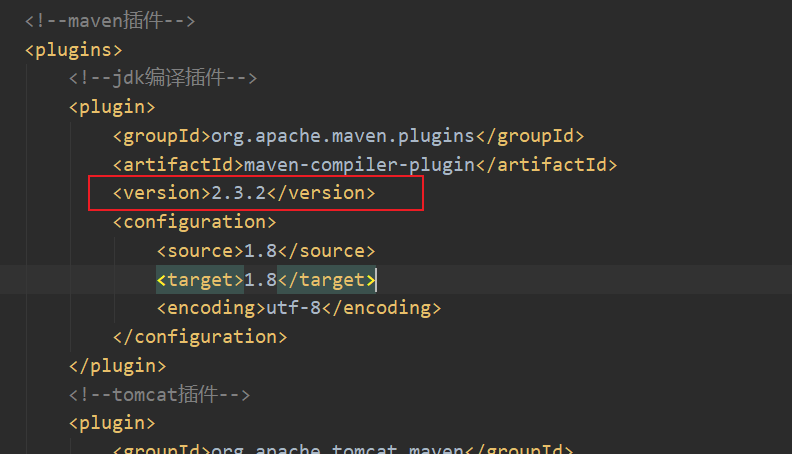 <!--maven插件-->
<plugins>
<!--jdk编译插件-->
<plugin>
<groupId>org.apache.maven.plugins</groupId>
<artifactId>maven-compiler-plugin</artifactId>
<version>2.3.2</version>
<configuration>
<source>1.8</source>
<target>1.8</target>
<encoding>utf-8</encoding>
</configuration>
</plugin>
<!--tomcat插件-->
<plugin>
<groupId>org.apache.tomcat.maven</groupId>